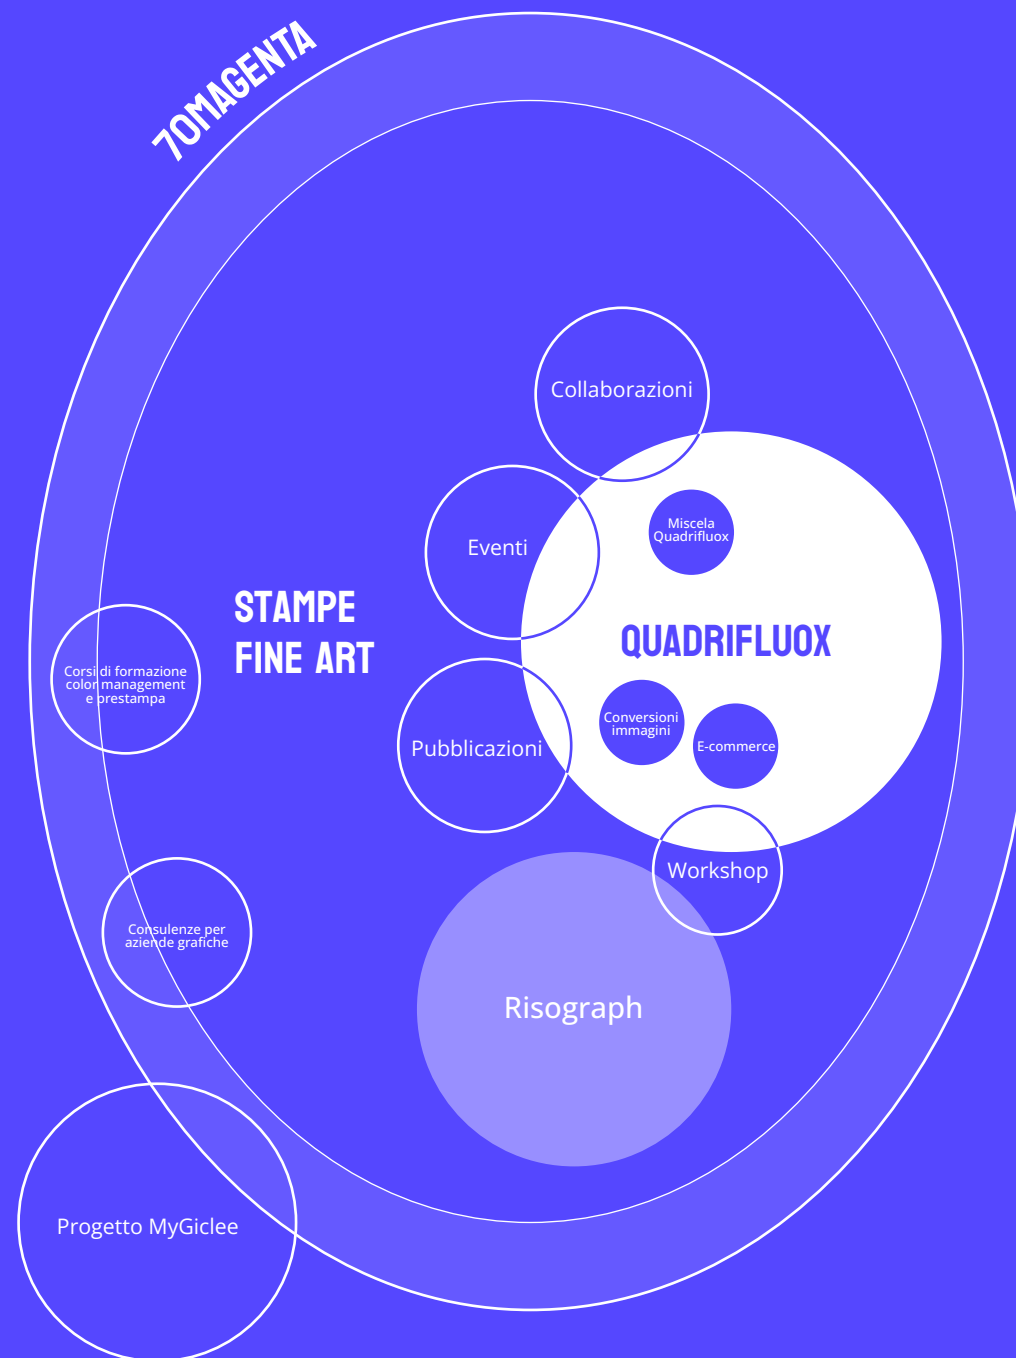 70MAGENTA
Collaborazioni
Miscela
Quadrifluox
Eventi
STAMPE
FINE ART
QUADRIFLUOX
Corsi di formazione
color management
e prestampa
Conversioni
immagini
E-commerce
Pubblicazioni
Workshop
Consulenze per
aziende grafiche
Risograph
Progetto MyGiclee